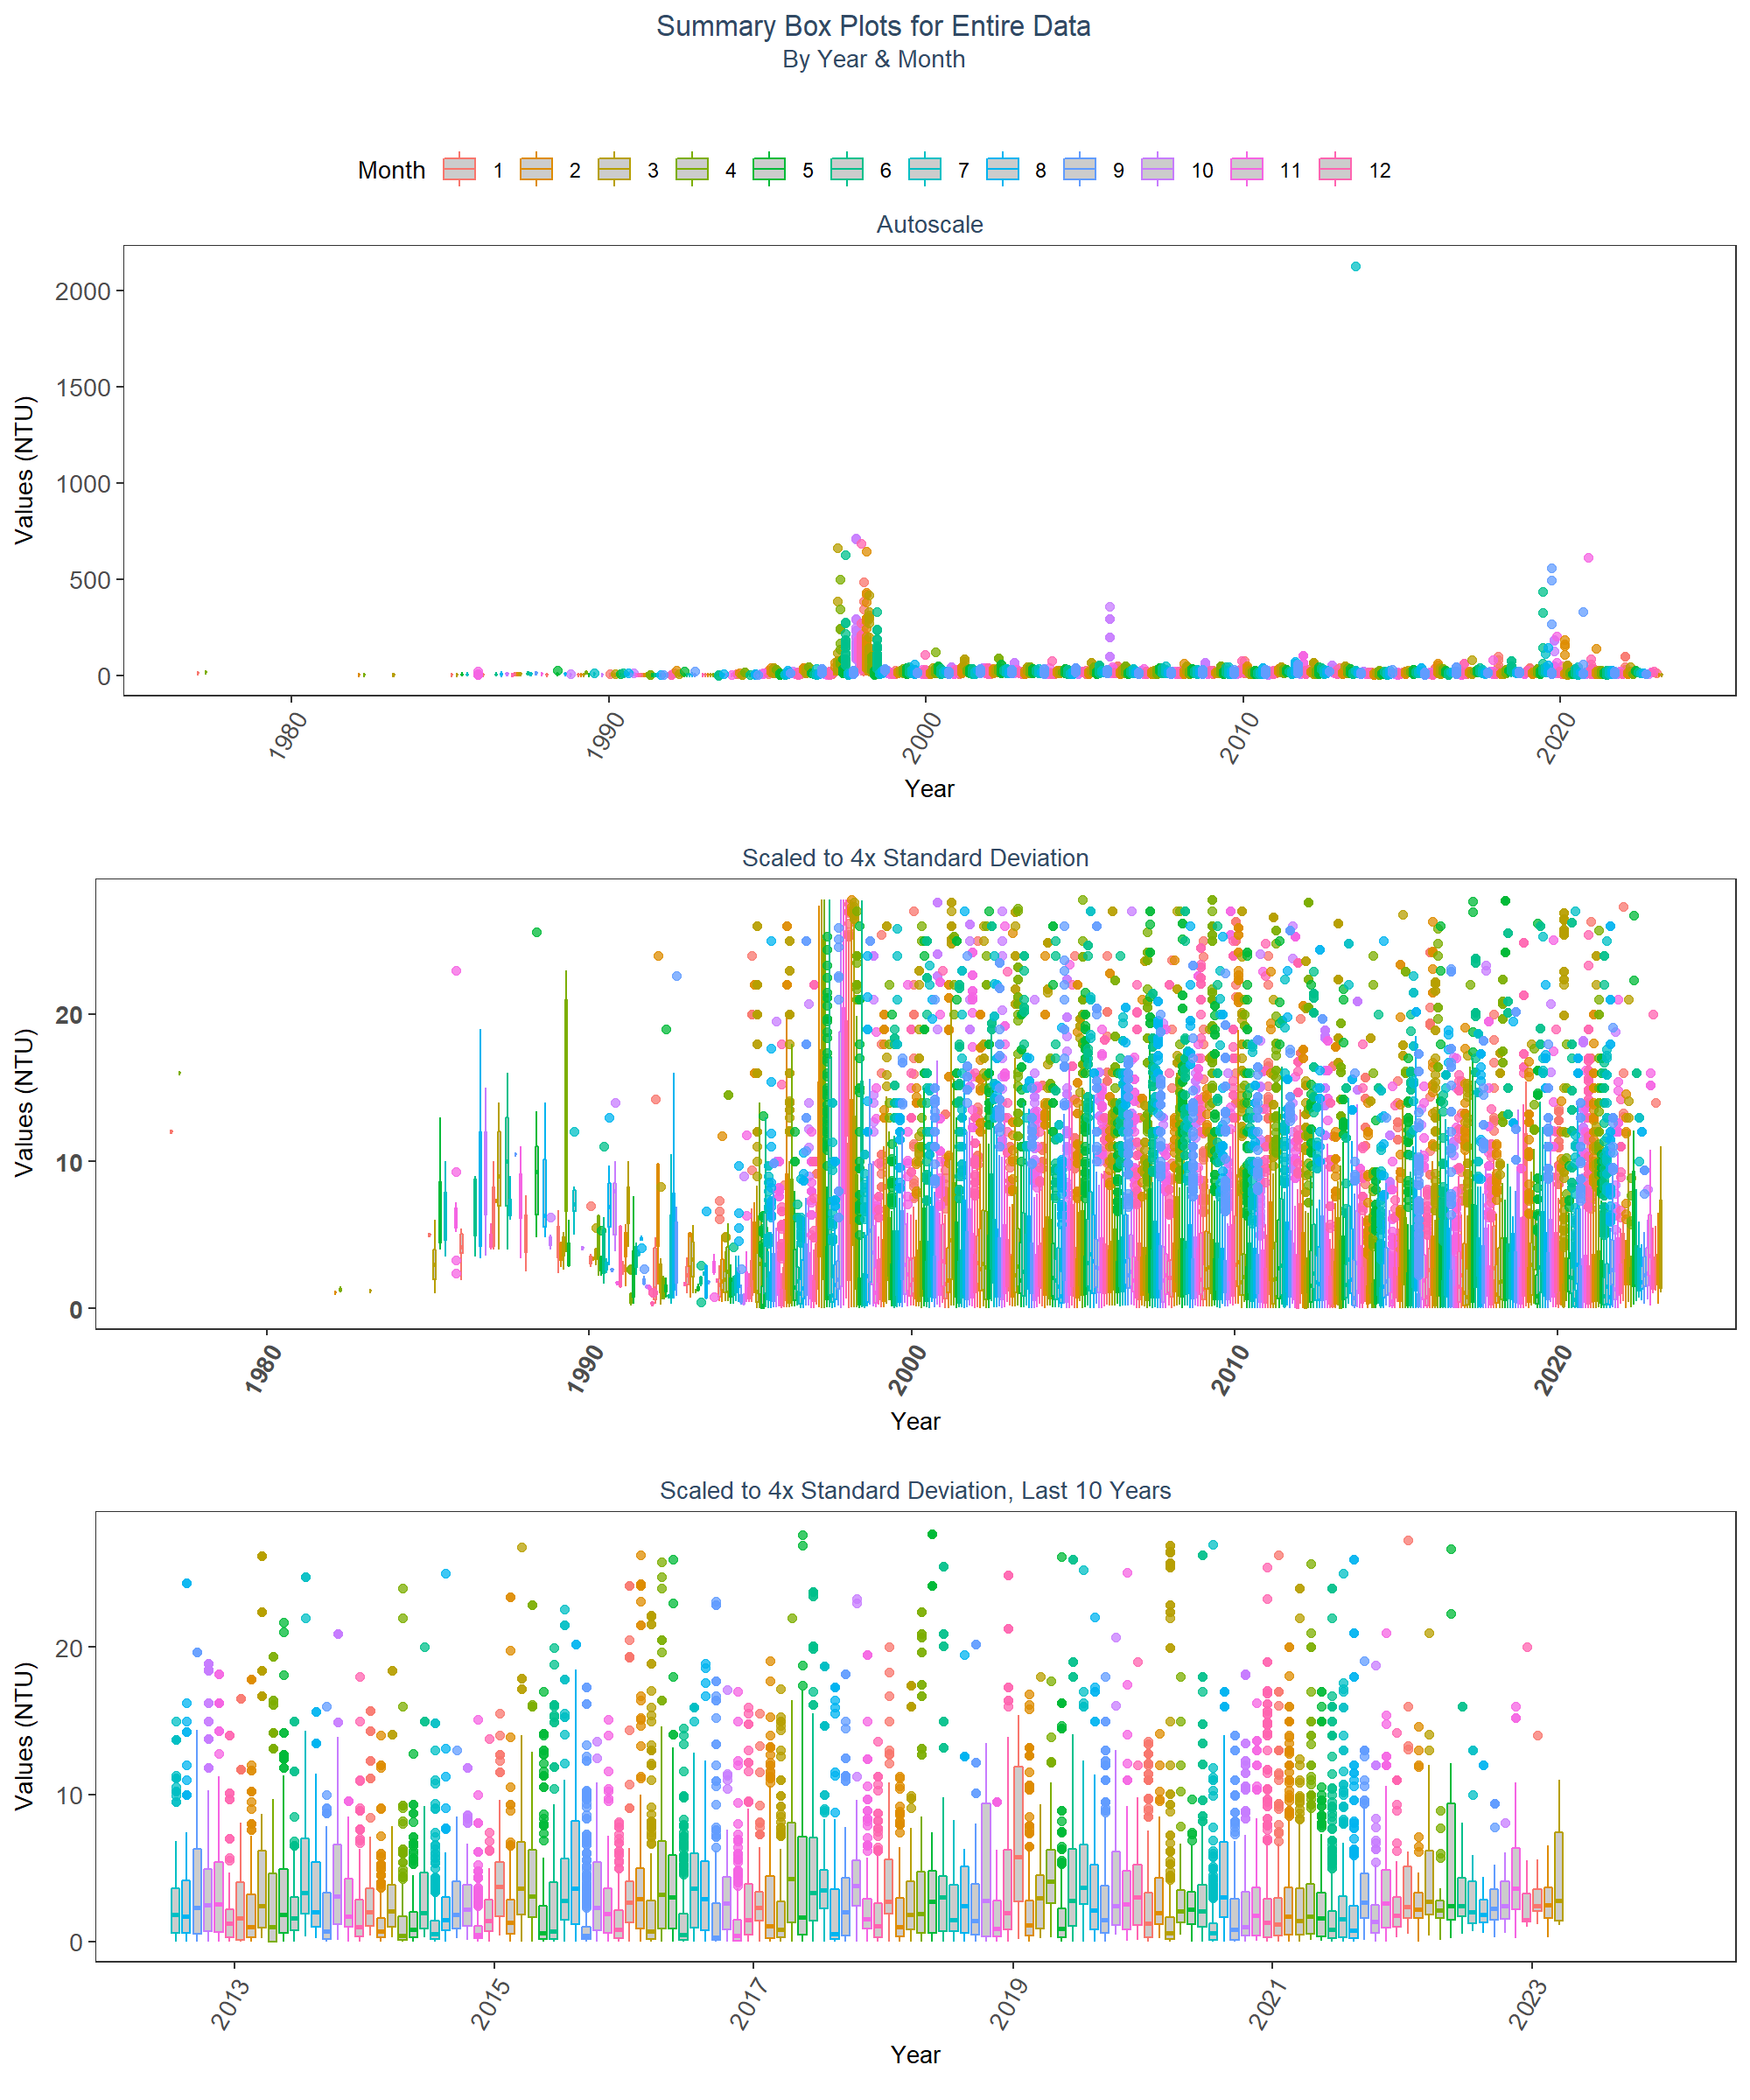 Summary Box Plots for Entire Data
By Year & Month
Month 1 2 3 4 5 6 7 8 9 10 11 12
Autoscale
Values (NTU)
2000
1500
1000
500
0
1980 1990 2000 2010 2020
Year
Scaled to 4x Standard Deviation
Values (NTU)
20
10
0
1980 1990 2000 2010 2020
Year
Scaled to 4x Standard Deviation, Last 10 Years
Values (NTU)
20
10
0
2013 2015 2017 2019 2021 2023
Year